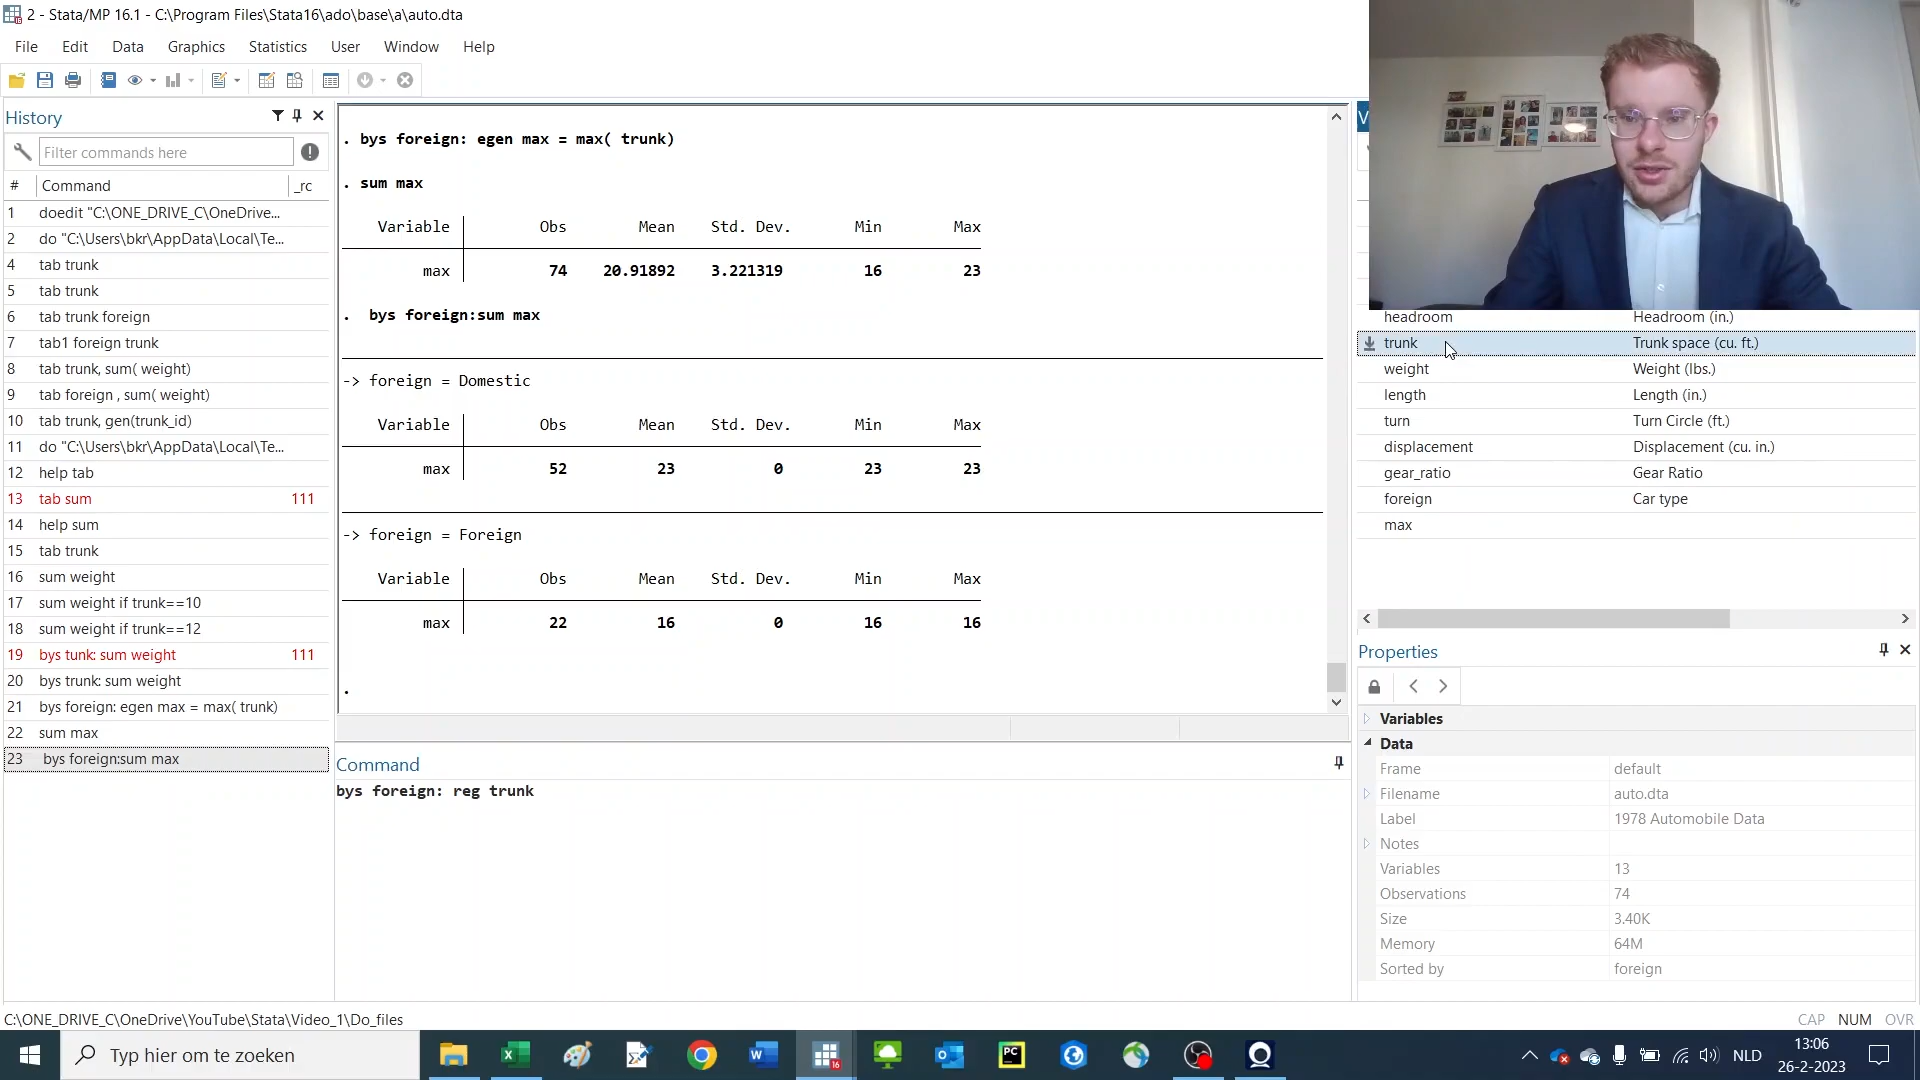 2 - Stata/MP 16.1 - C:\Program Files\Stata16\ado\base\a\auto.dta
File Edit Data Graphics Statistics User Window Help
History
Filter commands here
# Command _rc
1 doedit "C:\ONE_DRIVE_C\OneDrive...
2 do "C:\Users\bkr\AppData\Local\Te...
4 tab trunk
5 tab trunk
6 tab trunk foreign
7 tab1 foreign trunk
8 tab trunk, sum( weight)
9 tab foreign , sum( weight)
10 tab trunk, gen(trunk_id)
11 do "C:\Users\bkr\AppData\Local\Te...
12 help tab
13 tab sum 111
14 help sum
15 tab trunk
16 sum weight
17 sum weight if trunk==10
18 sum weight if trunk==12
19 bys tunk: sum weight 111
20 bys trunk: sum weight
21 bys foreign: egen max = max( trunk)
22 sum max
23 bys foreign:sum max
. bys foreign: egen max = max( trunk)
. sum max
Variable Obs Mean Std. Dev. Min Max
max 74 20.91892 3.221319 16 23
. bys foreign:sum max
-> foreign = Domestic
Variable Obs Mean Std. Dev. Min Max
max 52 23 0 23 23
-> foreign = Foreign
Variable Obs Mean Std. Dev. Min Max
max 22 16 0 16 16
.
Command
bys foreign: reg trunk
V
headroom Headroom (in.)
trunk Trunk space (cu. ft.)
weight Weight (lbs.)
length Length (in.)
turn Turn Circle (ft.)
displacement Displacement (cu. in.)
gear_ratio Gear Ratio
foreign Car type
max
Properties
Variables
Data
Frame default
Filename auto.dta
Label 1978 Automobile Data
Notes
Variables 13
Observations 74
Size 3.40K
Memory 64M
Sorted by foreign
C:\ONE_DRIVE_C\OneDrive\YouTube\Stata\Video_1\Do_files
CAP NUM OVR
Typ hier om te zoeken
X
W
16
PC
NLD
13:06
26-2-2023